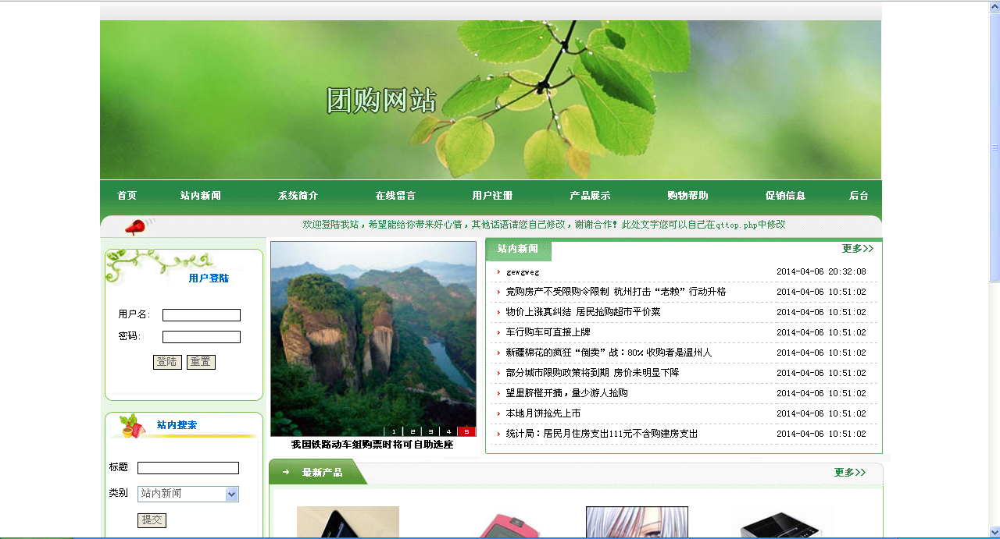 团购网站
首页 站内新闻 系统简介 在线留言 用户注册 产品展示 购物帮助 促销信息 后台
欢迎登陆我站，希望能给你带来好心情，其他话语请您自己修改，谢谢合作！此处文字您可以自己在qttop.php中修改
用户登陆
用户名：
密码：
登陆 重置
站内搜索
标题
类别 站内新闻
提交
1 2 3 4 5
我国铁路动车组购票时将可自助选座
站内新闻 更多>>
gewgweg 2014-04-06 20:32:08
竞购房产不受限购令限制 杭州打击“老赖”行动升格 2014-04-06 10:51:02
物价上涨真纠结 居民抢购超市平价菜 2014-04-06 10:51:02
车行购车可直接上牌 2014-04-06 10:51:02
新疆棉花的疯狂“倒卖”战：80% 收购者是温州人 2014-04-06 10:51:02
部分城市限购政策将到期 房价未明显下降 2014-04-06 10:51:02
望里脐橙开摘，量少游人抢购 2014-04-06 10:51:02
本地月饼抢先上市 2014-04-06 10:51:02
统计局：居民月住房支出111元不含购建房支出 2014-04-06 10:51:02
最新产品 更多>>